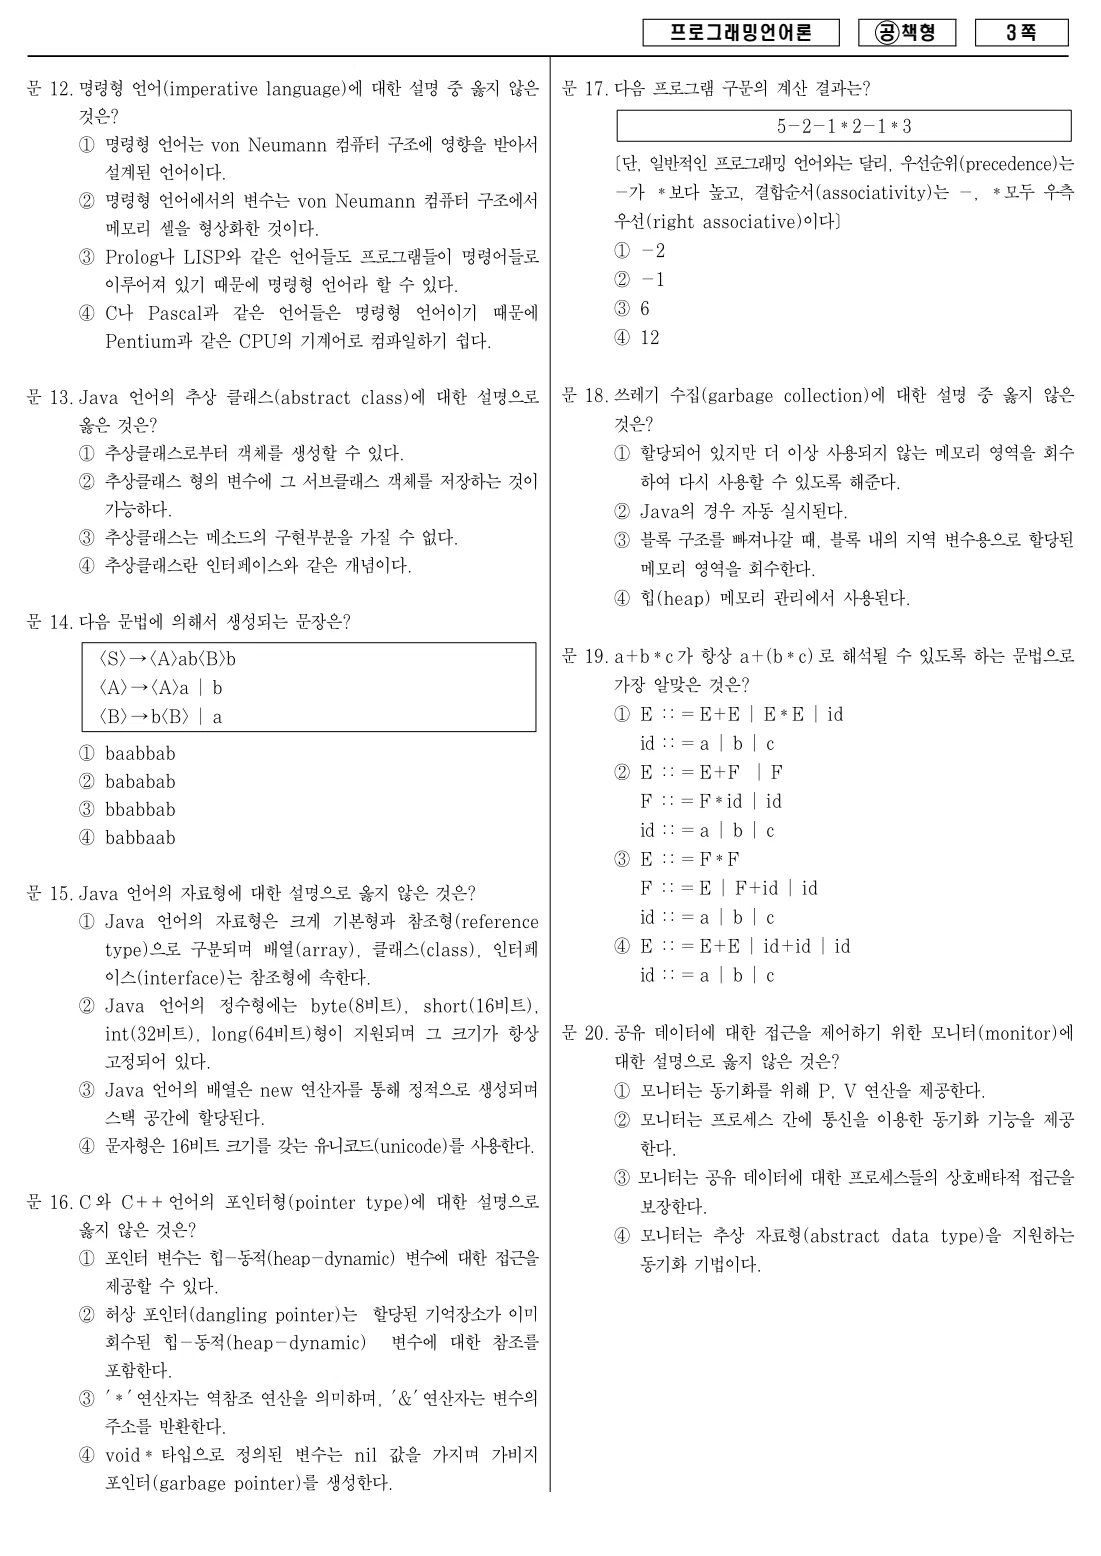 프로그래밍언어론 ㉾책형 3쪽
문 12. 명령형 언어(imperative language)에 대한 설명 중 옳지 않은
것은?
① 명령형 언어는 von Neumann 컴퓨터 구조에 영향을 받아서
설계된 언어이다.
② 명령형 언어에서의 변수는 von Neumann 컴퓨터 구조에서
메모리 셀을 형상화한 것이다.
③ Prolog나 LISP와 같은 언어들도 프로그램들이 명령어들로
이루어져 있기 때문에 명령형 언어라 할 수 있다.
④ C나 Pascal과 같은 언어들은 명령형 언어이기 때문에
Pentium과 같은 CPU의 기계어로 컴파일하기 쉽다.
문 13. Java 언어의 추상 클래스(abstract class)에 대한 설명으로
옳은 것은?
① 추상클래스로부터 객체를 생성할 수 있다.
② 추상클래스 형의 변수에 그 서브클래스 객체를 저장하는 것이
가능하다.
③ 추상클래스는 메소드의 구현부분을 가질 수 없다.
④ 추상클래스란 인터페이스와 같은 개념이다.
문 14. 다음 문법에 의해서 생성되는 문장은?
〈S〉→〈A〉ab〈B〉b
〈A〉→〈A〉a | b
〈B〉→b〈B〉 | a
① baabbab
② bababab
③ bbabbab
④ babbaab
문 15. Java 언어의 자료형에 대한 설명으로 옳지 않은 것은?
① Java 언어의 자료형은 크게 기본형과 참조형(reference
type)으로 구분되며 배열(array), 클래스(class), 인터페
이스(interface)는 참조형에 속한다.
② Java 언어의 정수형에는 byte(8비트), short(16비트),
int(32비트), long(64비트)형이 지원되며 그 크기가 항상
고정되어 있다.
③ Java 언어의 배열은 new 연산자를 통해 정적으로 생성되며
스택 공간에 할당된다.
④ 문자형은 16비트 크기를 갖는 유니코드(unicode)를 사용한다.
문 16. C와 C++언어의 포인터형(pointer type)에 대한 설명으로
옳지 않은 것은?
① 포인터 변수는 힙-동적(heap-dynamic) 변수에 대한 접근을
제공할 수 있다.
② 허상 포인터(dangling pointer)는 할당된 기억장소가 이미
회수된 힙-동적(heap-dynamic) 변수에 대한 참조를
포함한다.
③ ′*′연산자는 역참조 연산을 의미하며, ′&′연산자는 변수의
주소를 반환한다.
④ void* 타입으로 정의된 변수는 nil 값을 가지며 가비지
포인터(garbage pointer)를 생성한다.
문 17. 다음 프로그램 구문의 계산 결과는?
5-2-1*2-1*3
〔단, 일반적인 프로그래밍 언어와는 달리, 우선순위(precedence)는
-가 *보다 높고, 결합순서(associativity)는 -, *모두 우측
우선(right associative)이다〕
① -2
② -1
③ 6
④ 12
문 18. 쓰레기 수집(garbage collection)에 대한 설명 중 옳지 않은
것은?
① 할당되어 있지만 더 이상 사용되지 않는 메모리 영역을 회수
하여 다시 사용할 수 있도록 해준다.
② Java의 경우 자동 실시된다.
③ 블록 구조를 빠져나갈 때, 블록 내의 지역 변수용으로 할당된
메모리 영역을 회수한다.
④ 힙(heap) 메모리 관리에서 사용된다.
문 19. a+b*c가 항상 a+(b*c)로 해석될 수 있도록 하는 문법으로
가장 알맞은 것은?
① E ::= E+E | E*E | id
id ::= a | b | c
② E ::= E+F | F
F ::= F*id | id
id ::= a | b | c
③ E ::= F*F
F ::= E | F+id | id
id ::= a | b | c
④ E ::= E+E | id+id | id
id ::= a | b | c
문 20. 공유 데이터에 대한 접근을 제어하기 위한 모니터(monitor)에
대한 설명으로 옳지 않은 것은?
① 모니터는 동기화를 위해 P, V 연산을 제공한다.
② 모니터는 프로세스 간에 통신을 이용한 동기화 기능을 제공
한다.
③ 모니터는 공유 데이터에 대한 프로세스들의 상호배타적 접근을
보장한다.
④ 모니터는 추상 자료형(abstract data type)을 지원하는
동기화 기법이다.